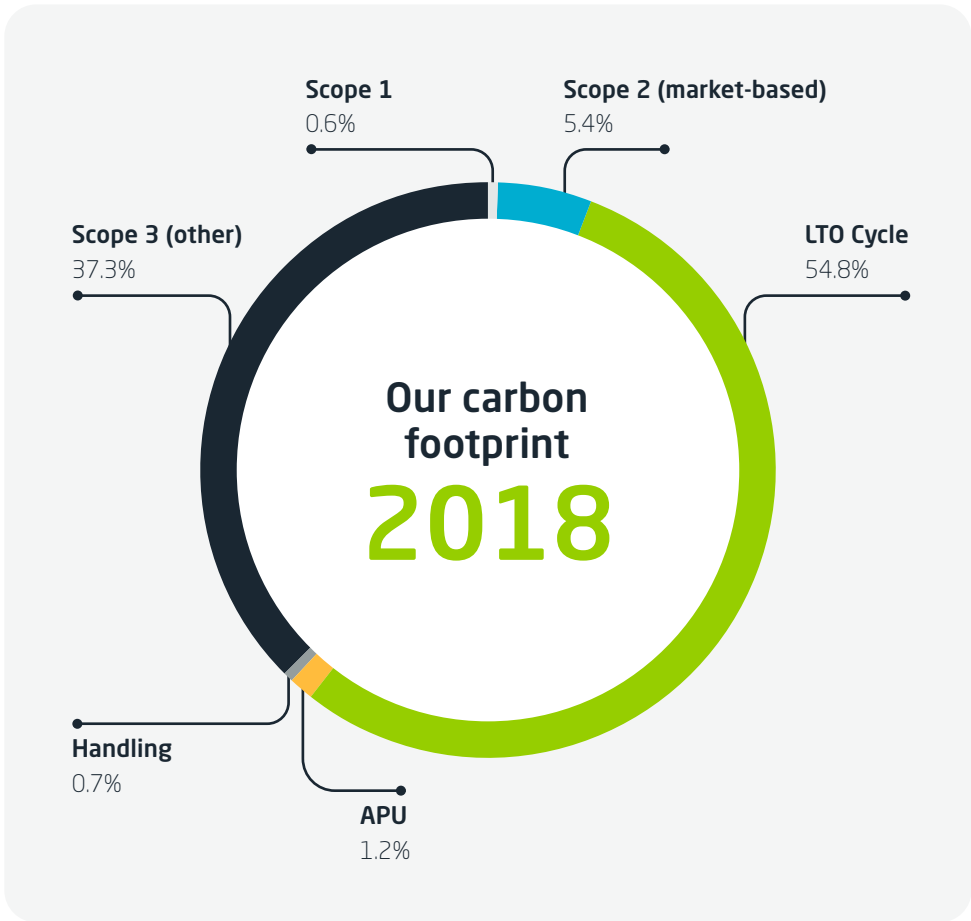 Scope 1
0.6%
Scope 2 (market-based)
5.4%
Scope 3 (other)
37.3%
LTO Cycle
54.8%
Our carbon
footprint
2018
Handling
0.7%
APU
1.2%